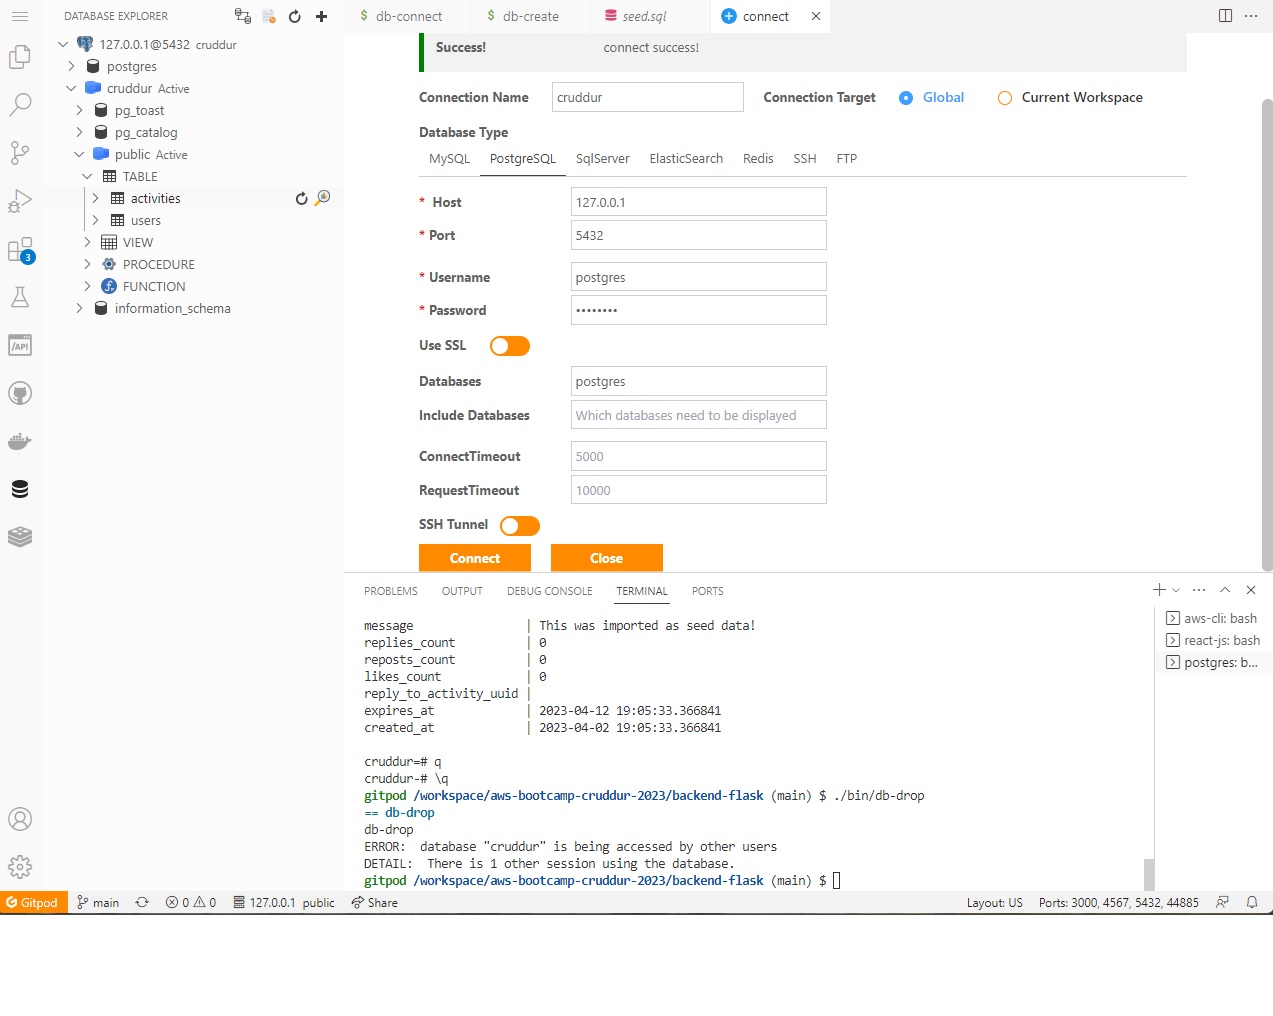 DATABASE EXPLORER
127.0.0.1@5432 cruddur
postgres
cruddur Active
pg_toast
pg_catalog
public Active
TABLE
activities
users
VIEW
PROCEDURE
FUNCTION
information_schema
3
/API
$ db-connect
$ db-create
seed.sql
connect
Success! connect success!
Connection Name cruddur Connection Target Global Current Workspace
Database Type
MySQL PostgreSQL SqlServer ElasticSearch Redis SSH FTP
* Host 127.0.0.1
* Port 5432
* Username postgres
* Password ••••••••
Use SSL
Databases postgres
Include Databases Which databases need to be displayed
ConnectTimeout 5000
RequestTimeout 10000
SSH Tunnel
Connect Close
PROBLEMS OUTPUT DEBUG CONSOLE TERMINAL PORTS
message | This was imported as seed data!
replies_count | 0
reposts_count | 0
likes_count | 0
reply_to_activity_uuid |
expires_at | 2023-04-12 19:05:33.366841
created_at | 2023-04-02 19:05:33.366841
cruddur=# q
cruddur-# \q
gitpod /workspace/aws-bootcamp-cruddur-2023/backend-flask (main) $ ./bin/db-drop
== db-drop
db-drop
ERROR:  database "cruddur" is being accessed by other users
DETAIL:  There is 1 other session using the database.
gitpod /workspace/aws-bootcamp-cruddur-2023/backend-flask (main) $
aws-cli: bash
react-js: bash
postgres: b...
Gitpod main 0 0 127.0.0.1 public Share Layout: US Ports: 3000, 4567, 5432, 44885